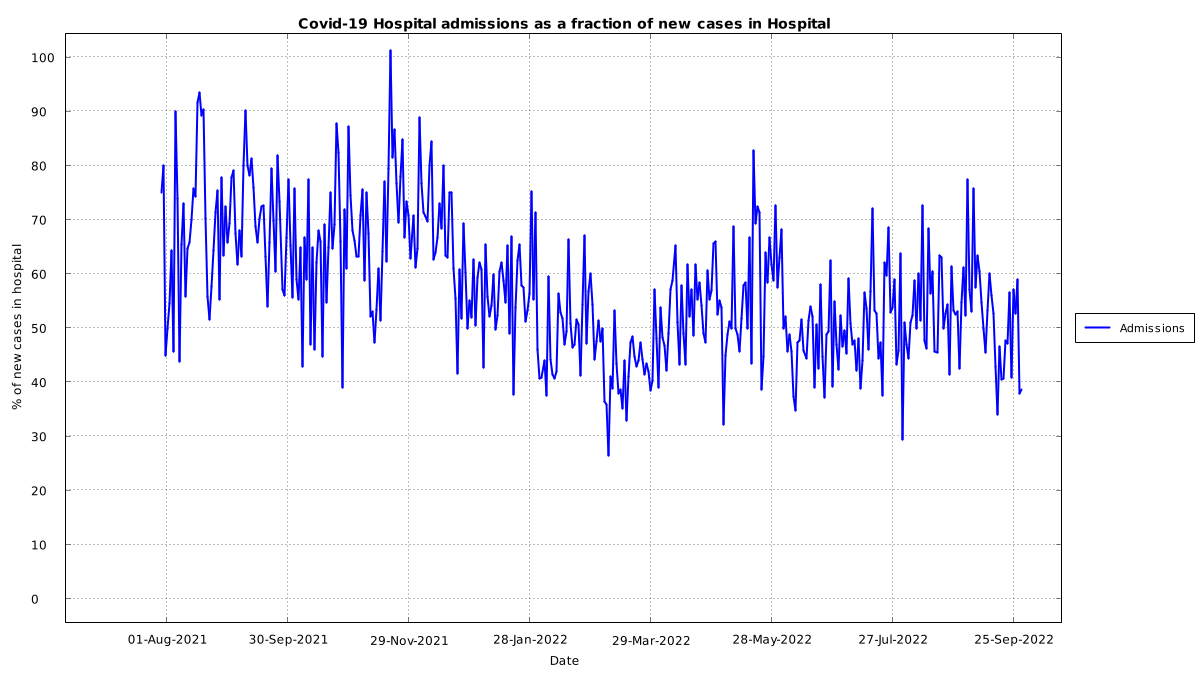 Covid-19 Hospital admissions as a fraction of new cases in Hospital
100
90
80
70
60
50
40
30
20
10
0
% of new cases in hospital
01-Aug-2021 30-Sep-2021 29-Nov-2021 28-Jan-2022 29-Mar-2022 28-May-2022 27-Jul-2022 25-Sep-2022
Date
Admissions